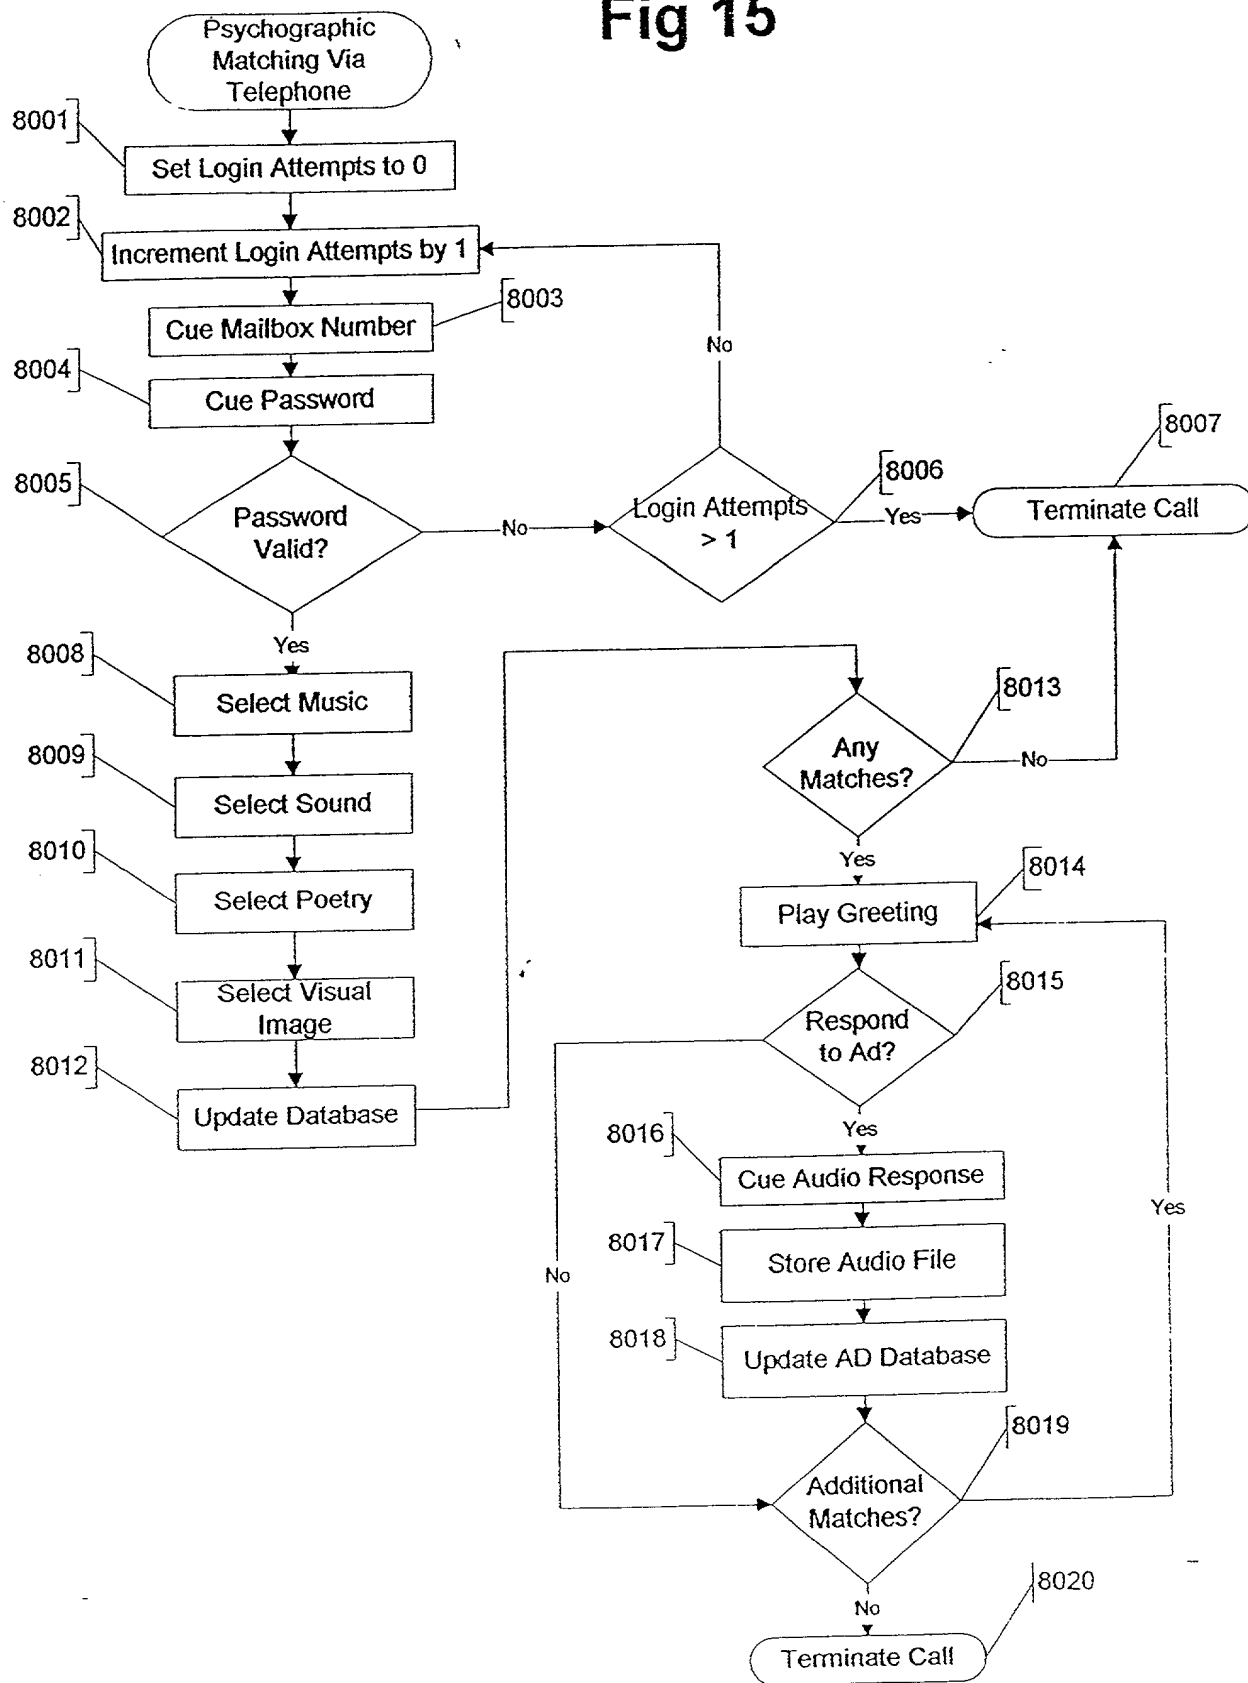 Fig 15
Psychographic
Matching Via
Telephone
8001
Set Login Attempts to 0
8002
Increment Login Attempts by 1
8003
Cue Mailbox Number
No
8004
Cue Password
8005
Password
Valid?
No
8006
Login Attempts
> 1
Yes
8007
Terminate Call
Yes
8008
Select Music
8009
Select Sound
8010
Select Poetry
8011
Select Visual
Image
8012
Update Database
8013
Any
Matches?
No
Yes
8014
Play Greeting
8015
Respond
to Ad?
Yes
No
8016
Cue Audio Response
8017
Store Audio File
8018
Update AD Database
Yes
8019
Additional
Matches?
No
8020
Terminate Call